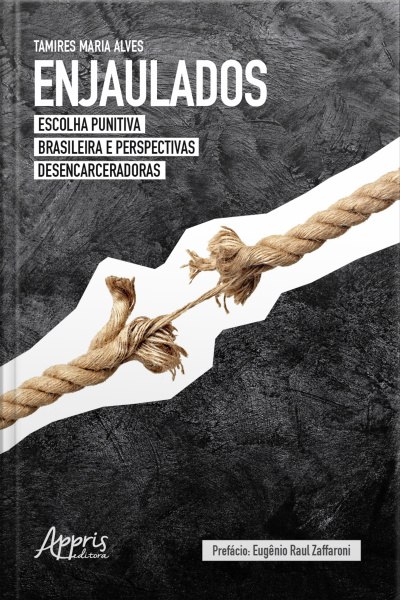 TAMIRES MARIA ALVES
ENJAULADOS
ESCOLHA PUNITIVA
BRASILEIRA E PERSPECTIVAS
DESENCARCERADORAS
Appris
editora
Prefácio: Eugênio Raul Zaffaroni